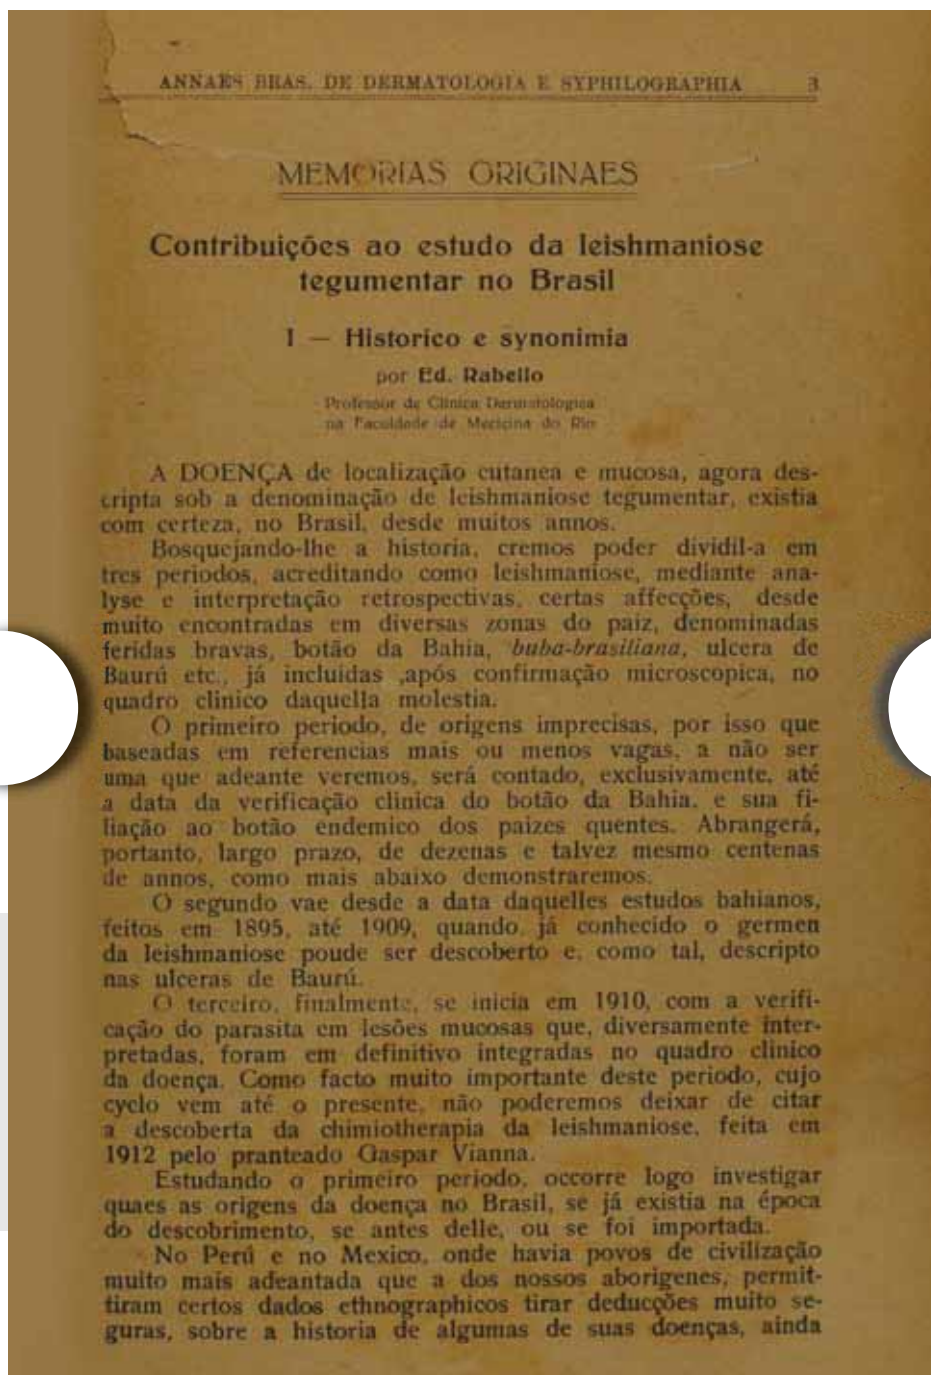 ANNAES BRAS. DE DERMATOLOGIA E SYPHILOGRAPHIA 3
MEMORIAS ORIGINAES
Contribuições ao estudo da leishmaniose
tegumentar no Brasil
I — Historico e synonimia
por Ed. Rabello
Professor de Clinica Dermatologica
na Faculdade de Medicina do Rio
A DOENÇA de localização cutanea e mucosa, agora des-
cripta sob a denominação de leishmaniose tegumentar, existia
com certeza, no Brasil, desde muitos annos.
Bosquejando-lhe a historia, cremos poder dividil-a em
tres periodos, acreditando como leishmaniose, mediante ana-
lyse e interpretação retrospectivas, certas affecções, desde
muito encontradas em diversas zonas do paiz, denominadas
feridas bravas, botão da Bahia, buba-brasiliana, ulcera de
Baurú etc., já incluidas ,após confirmação microscopica, no
quadro clinico daquella molestia.
O primeiro periodo, de origens imprecisas, por isso que
baseadas em referencias mais ou menos vagas, a não ser
uma que adeante veremos, será contado, exclusivamente, até
a data da verificação clinica do botão da Bahia, e sua fi-
liação ao botão endemico dos paizes quentes. Abrangerá,
portanto, largo prazo, de dezenas e talvez mesmo centenas
de annos, como mais abaixo demonstraremos.
O segundo vae desde a data daquelles estudos bahianos,
feitos em 1895, até 1909, quando já conhecido o germen
da leishmaniose poude ser descoberto e, como tal, descripto
nas ulceras de Baurú.
O terceiro, finalmente, se inicia em 1910, com a verifi-
cação do parasita em lesões mucosas que, diversamente inter-
pretadas, foram em definitivo integradas no quadro clinico
da doença. Como facto muito importante deste periodo, cujo
cyclo vem até o presente, não poderemos deixar de citar
a descoberta da chimiotherapia da leishmaniose, feita em
1912 pelo pranteado Gaspar Vianna.
Estudando o primeiro periodo, occorre logo investigar
quaes as origens da doença no Brasil, se já existia na época
do descobrimento, se antes delle, ou se foi importada.
No Perú e no Mexico, onde havia povos de civilização
muito mais adeantada que a dos nossos aborigenes, permit-
tiram certos dados ethnographicos tirar deducções muito se-
guras, sobre a historia de algumas de suas doenças, ainda